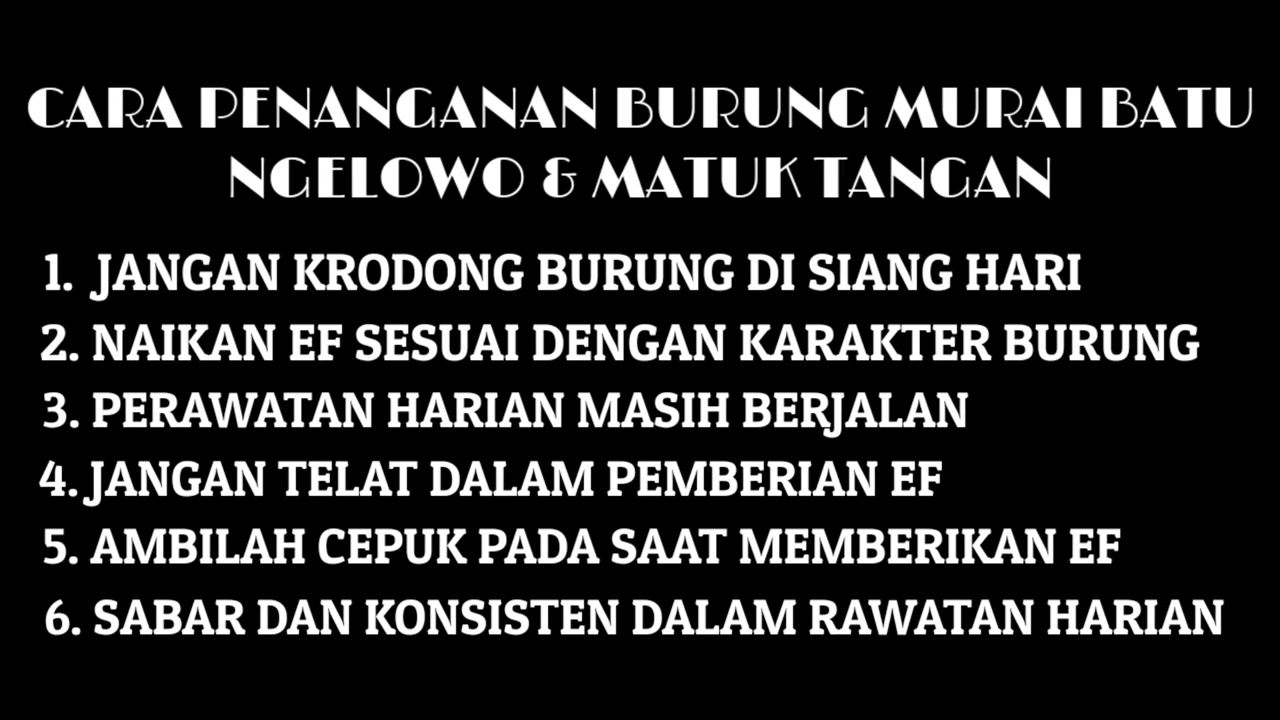 CARA PENANGANAN BURUNG MURAI BATU
NGELOWO & MATUK TANGAN
1. JANGAN KRODONG BURUNG DI SIANG HARI
2. NAIKAN EF SESUAI DENGAN KARAKTER BURUNG
3. PERAWATAN HARIAN MASIH BERJALAN
4. JANGAN TELAT DALAM PEMBERIAN EF
5. AMBILAH CEPUK PADA SAAT MEMBERIKAN EF
6. SABAR DAN KONSISTEN DALAM RAWATAN HARIAN